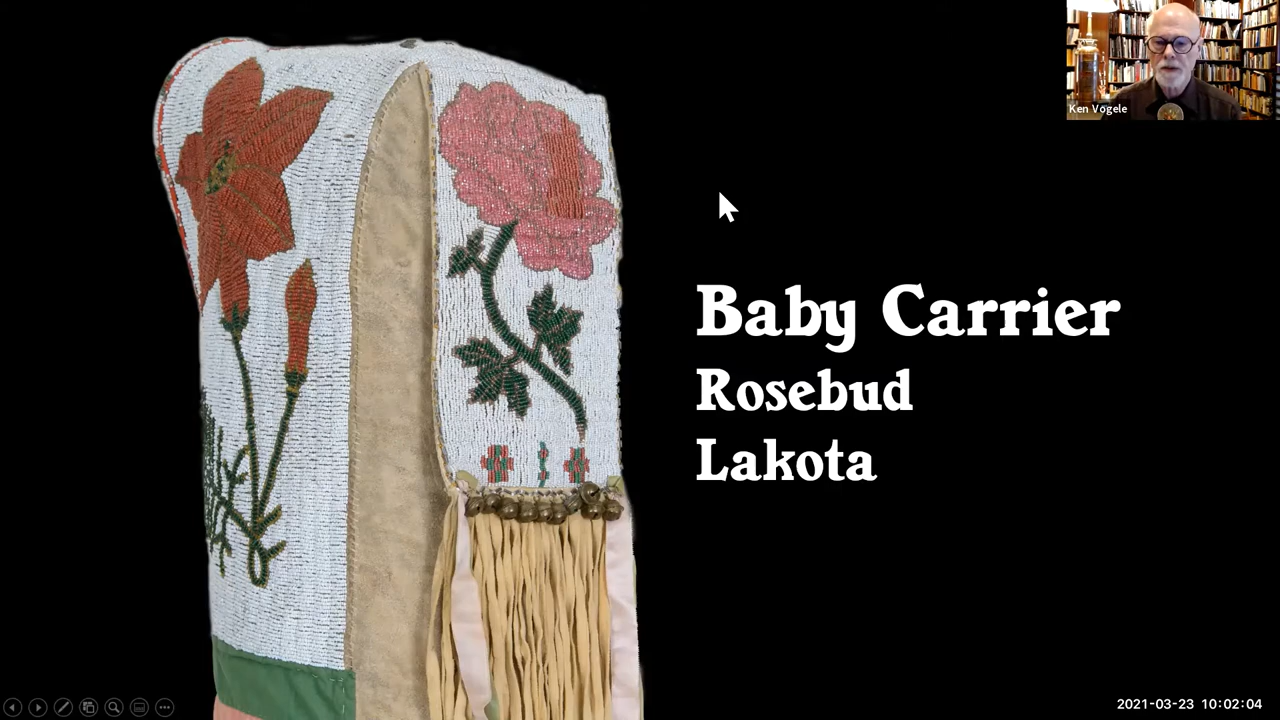 Ken Vogele
Baby Carrier
Rosebud
Lakota
2021-03-23 10:02:04